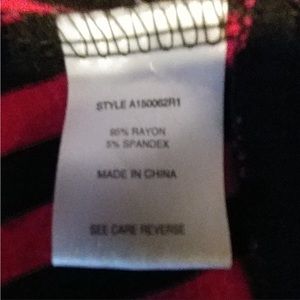 STYLE A150062R1
95% RAYON
5% SPANDEX
MADE IN CHINA
SEE CARE REVERSE